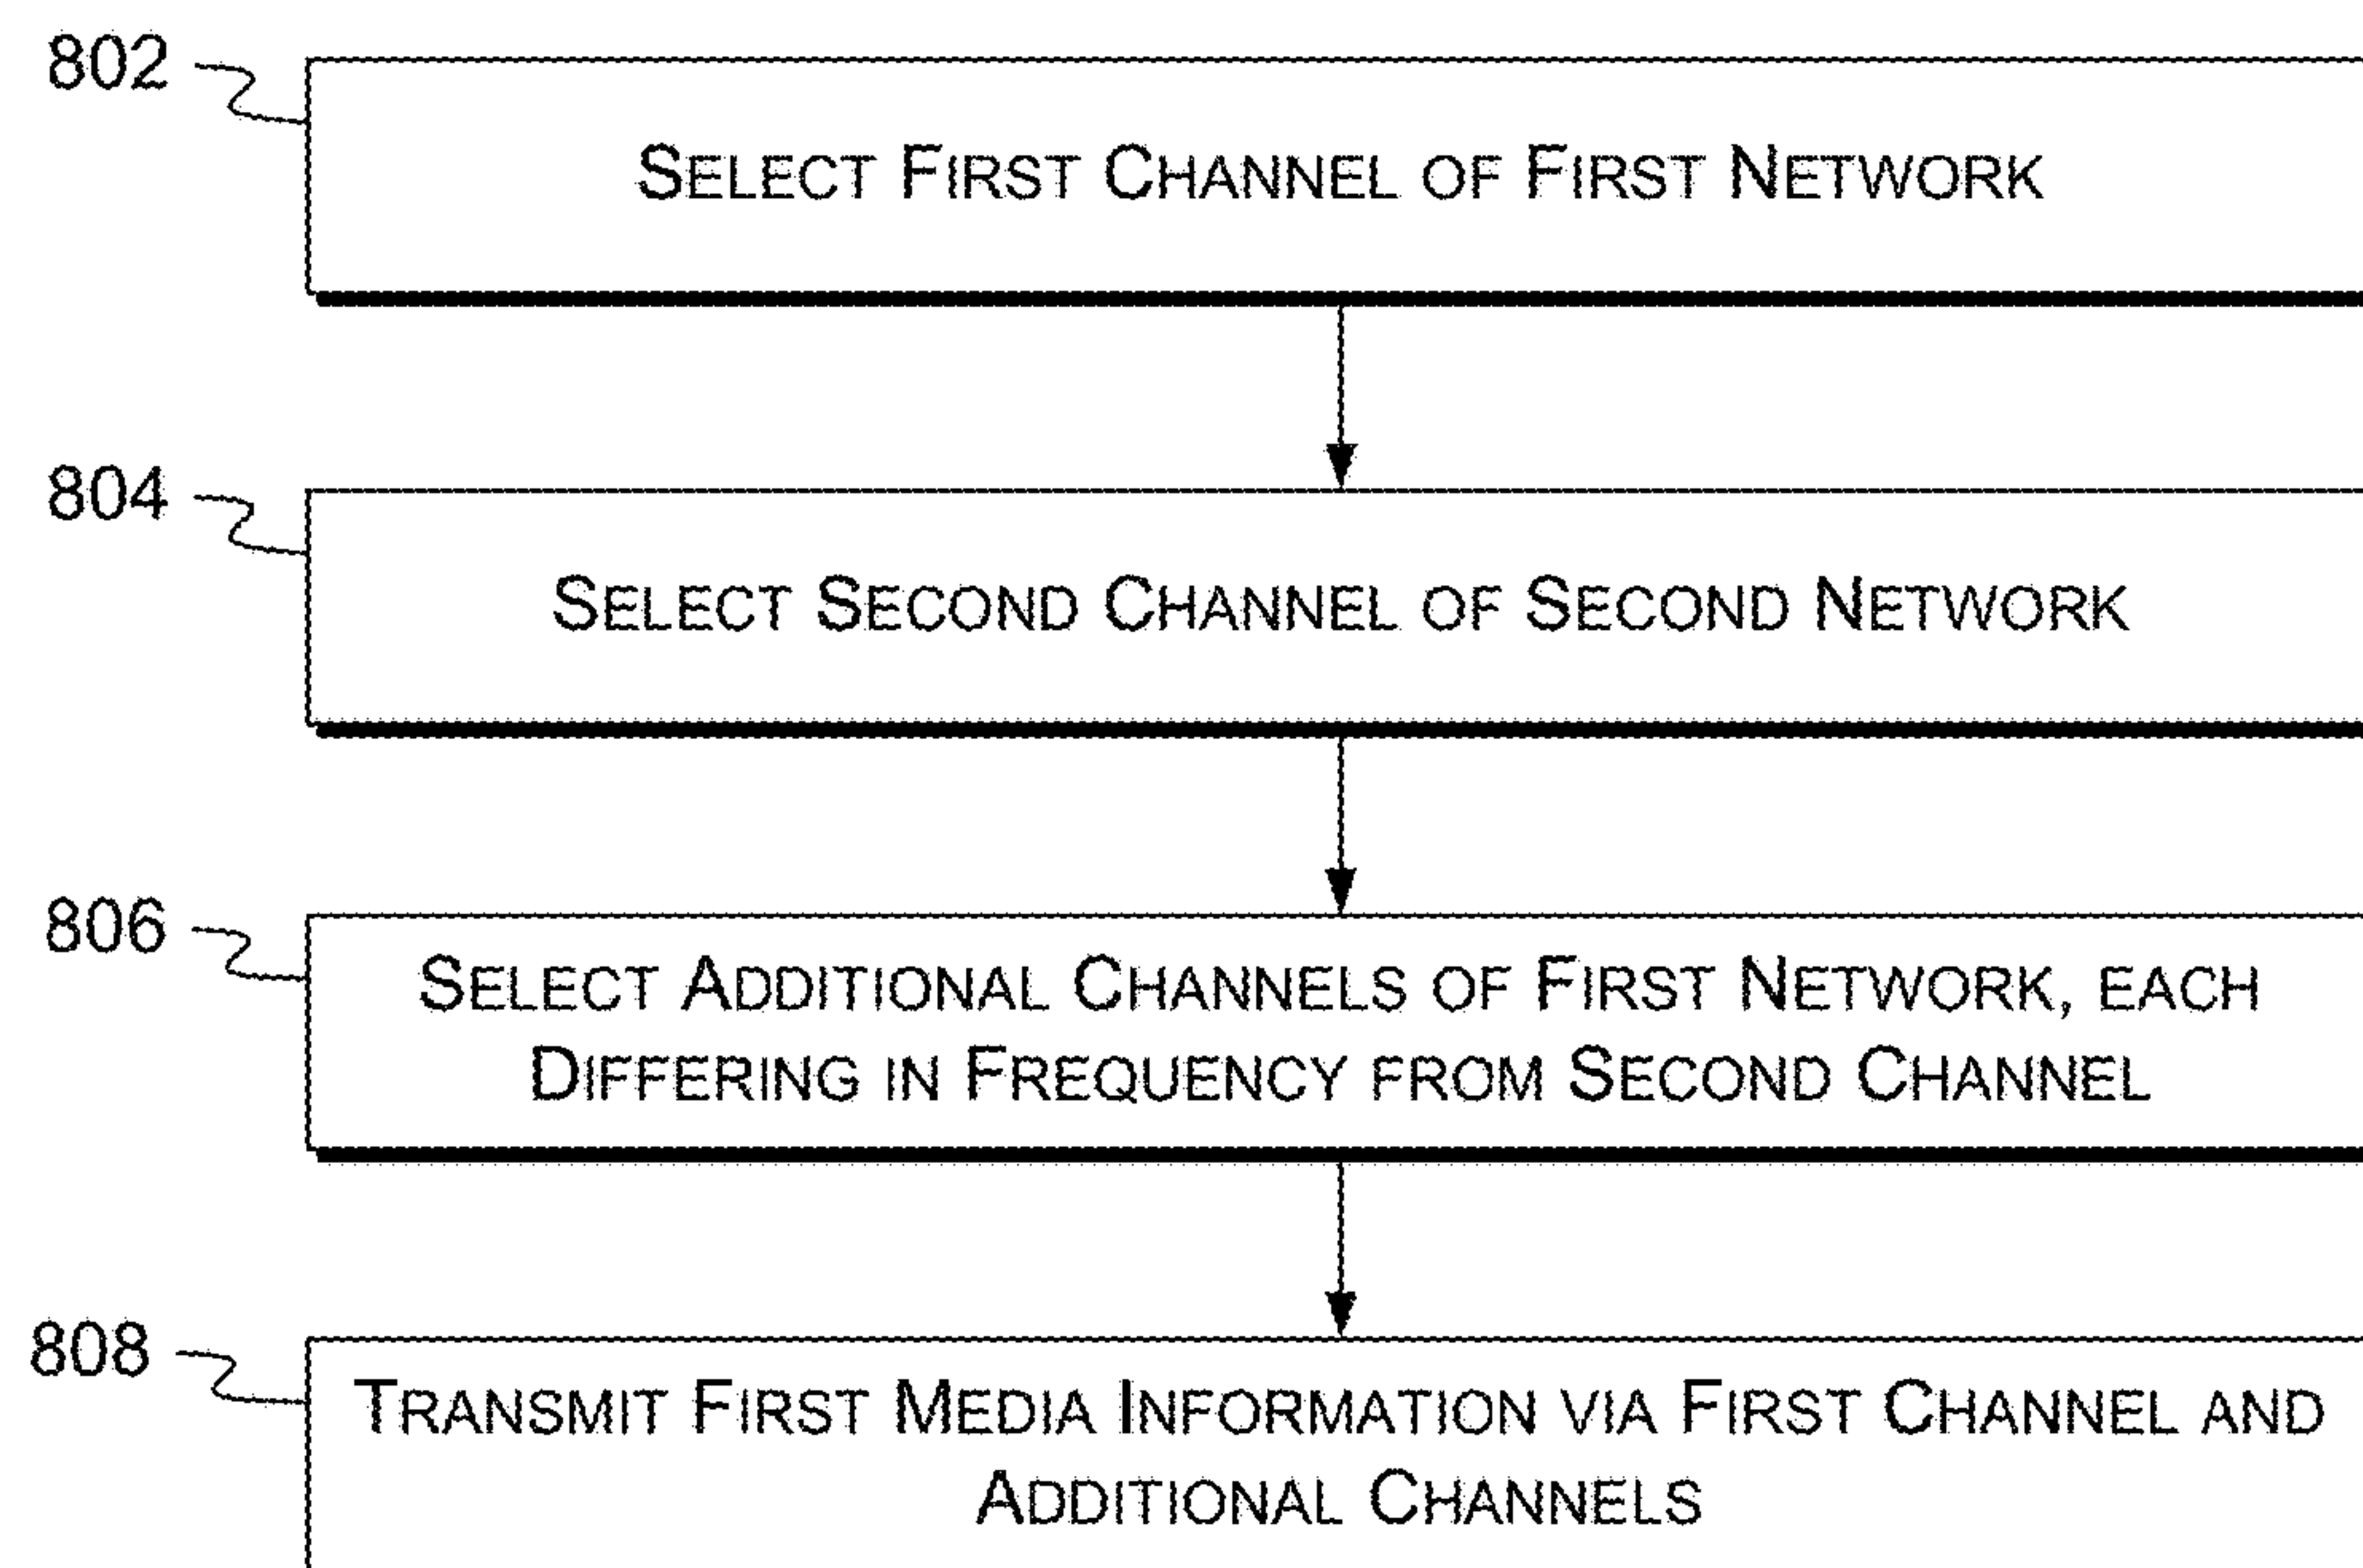 802
SELECT FIRST CHANNEL OF FIRST NETWORK
804
SELECT SECOND CHANNEL OF SECOND NETWORK
806
SELECT ADDITIONAL CHANNELS OF FIRST NETWORK, EACH
DIFFERING IN FREQUENCY FROM SECOND CHANNEL
808
TRANSMIT FIRST MEDIA INFORMATION VIA FIRST CHANNEL AND
ADDITIONAL CHANNELS